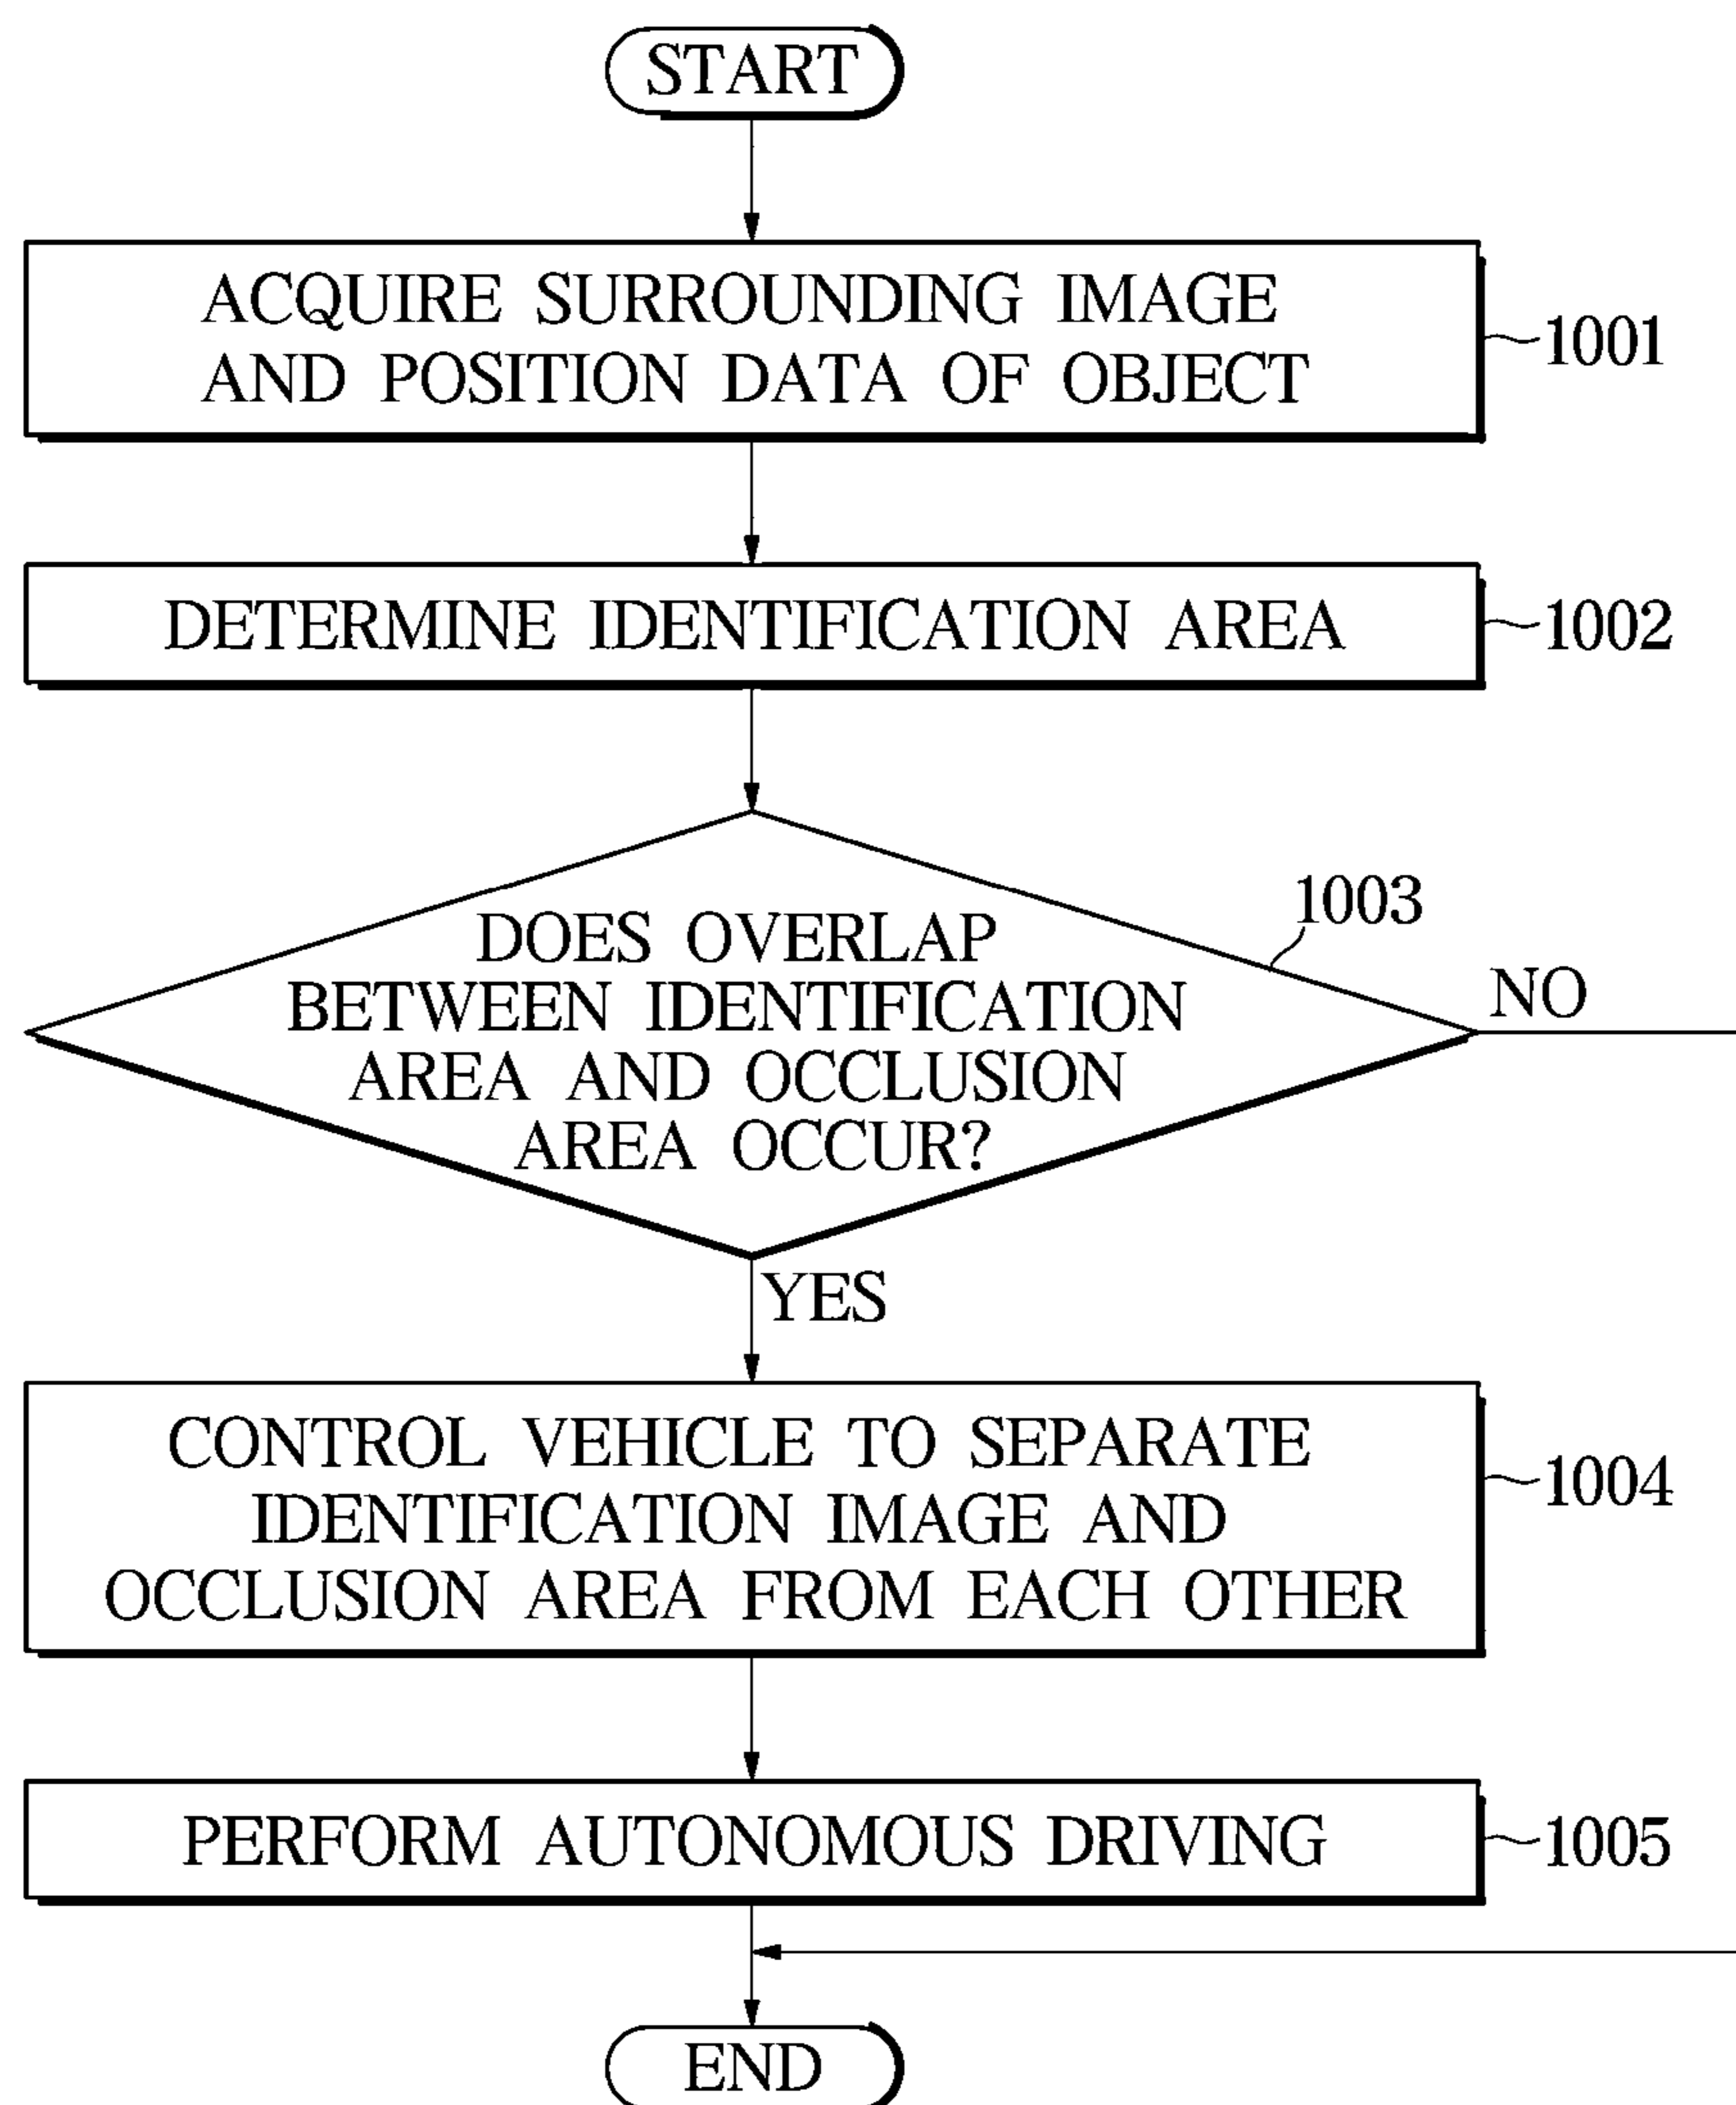 START
ACQUIRE SURROUNDING IMAGE
AND POSITION DATA OF OBJECT
1001
DETERMINE IDENTIFICATION AREA
1002
1003
DOES OVERLAP
BETWEEN IDENTIFICATION
AREA AND OCCLUSION
AREA OCCUR?
NO
YES
CONTROL VEHICLE TO SEPARATE
IDENTIFICATION IMAGE AND
OCCLUSION AREA FROM EACH OTHER
1004
PERFORM AUTONOMOUS DRIVING
1005
END